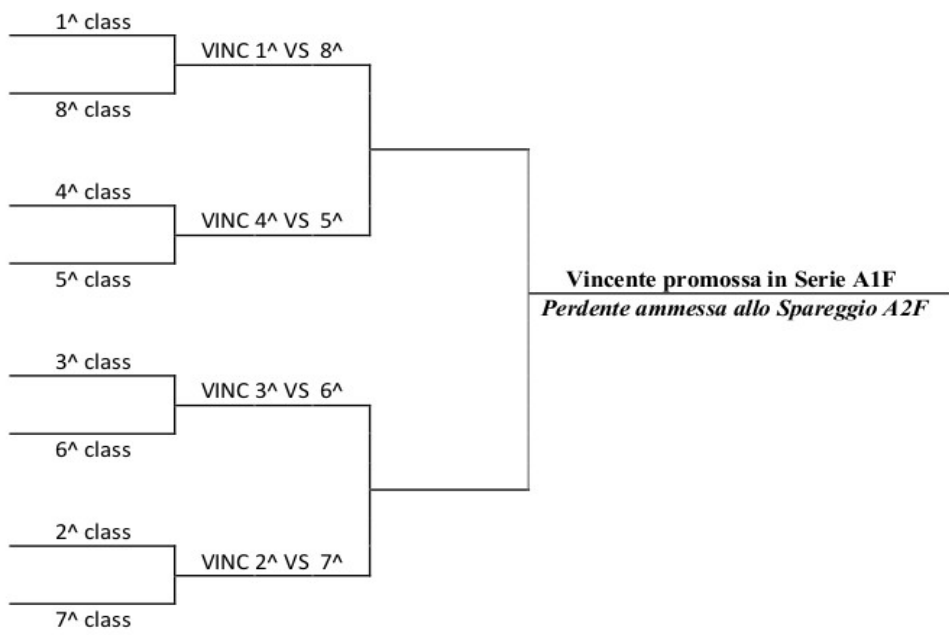 1^ class
VINC 1^ VS 8^
8^ class
4^ class
VINC 4^ VS 5^
5^ class
Vincente promossa in Serie A1F
Perdente ammessa allo Spareggio A2F
3^ class
VINC 3^ VS 6^
6^ class
2^ class
VINC 2^ VS 7^
7^ class